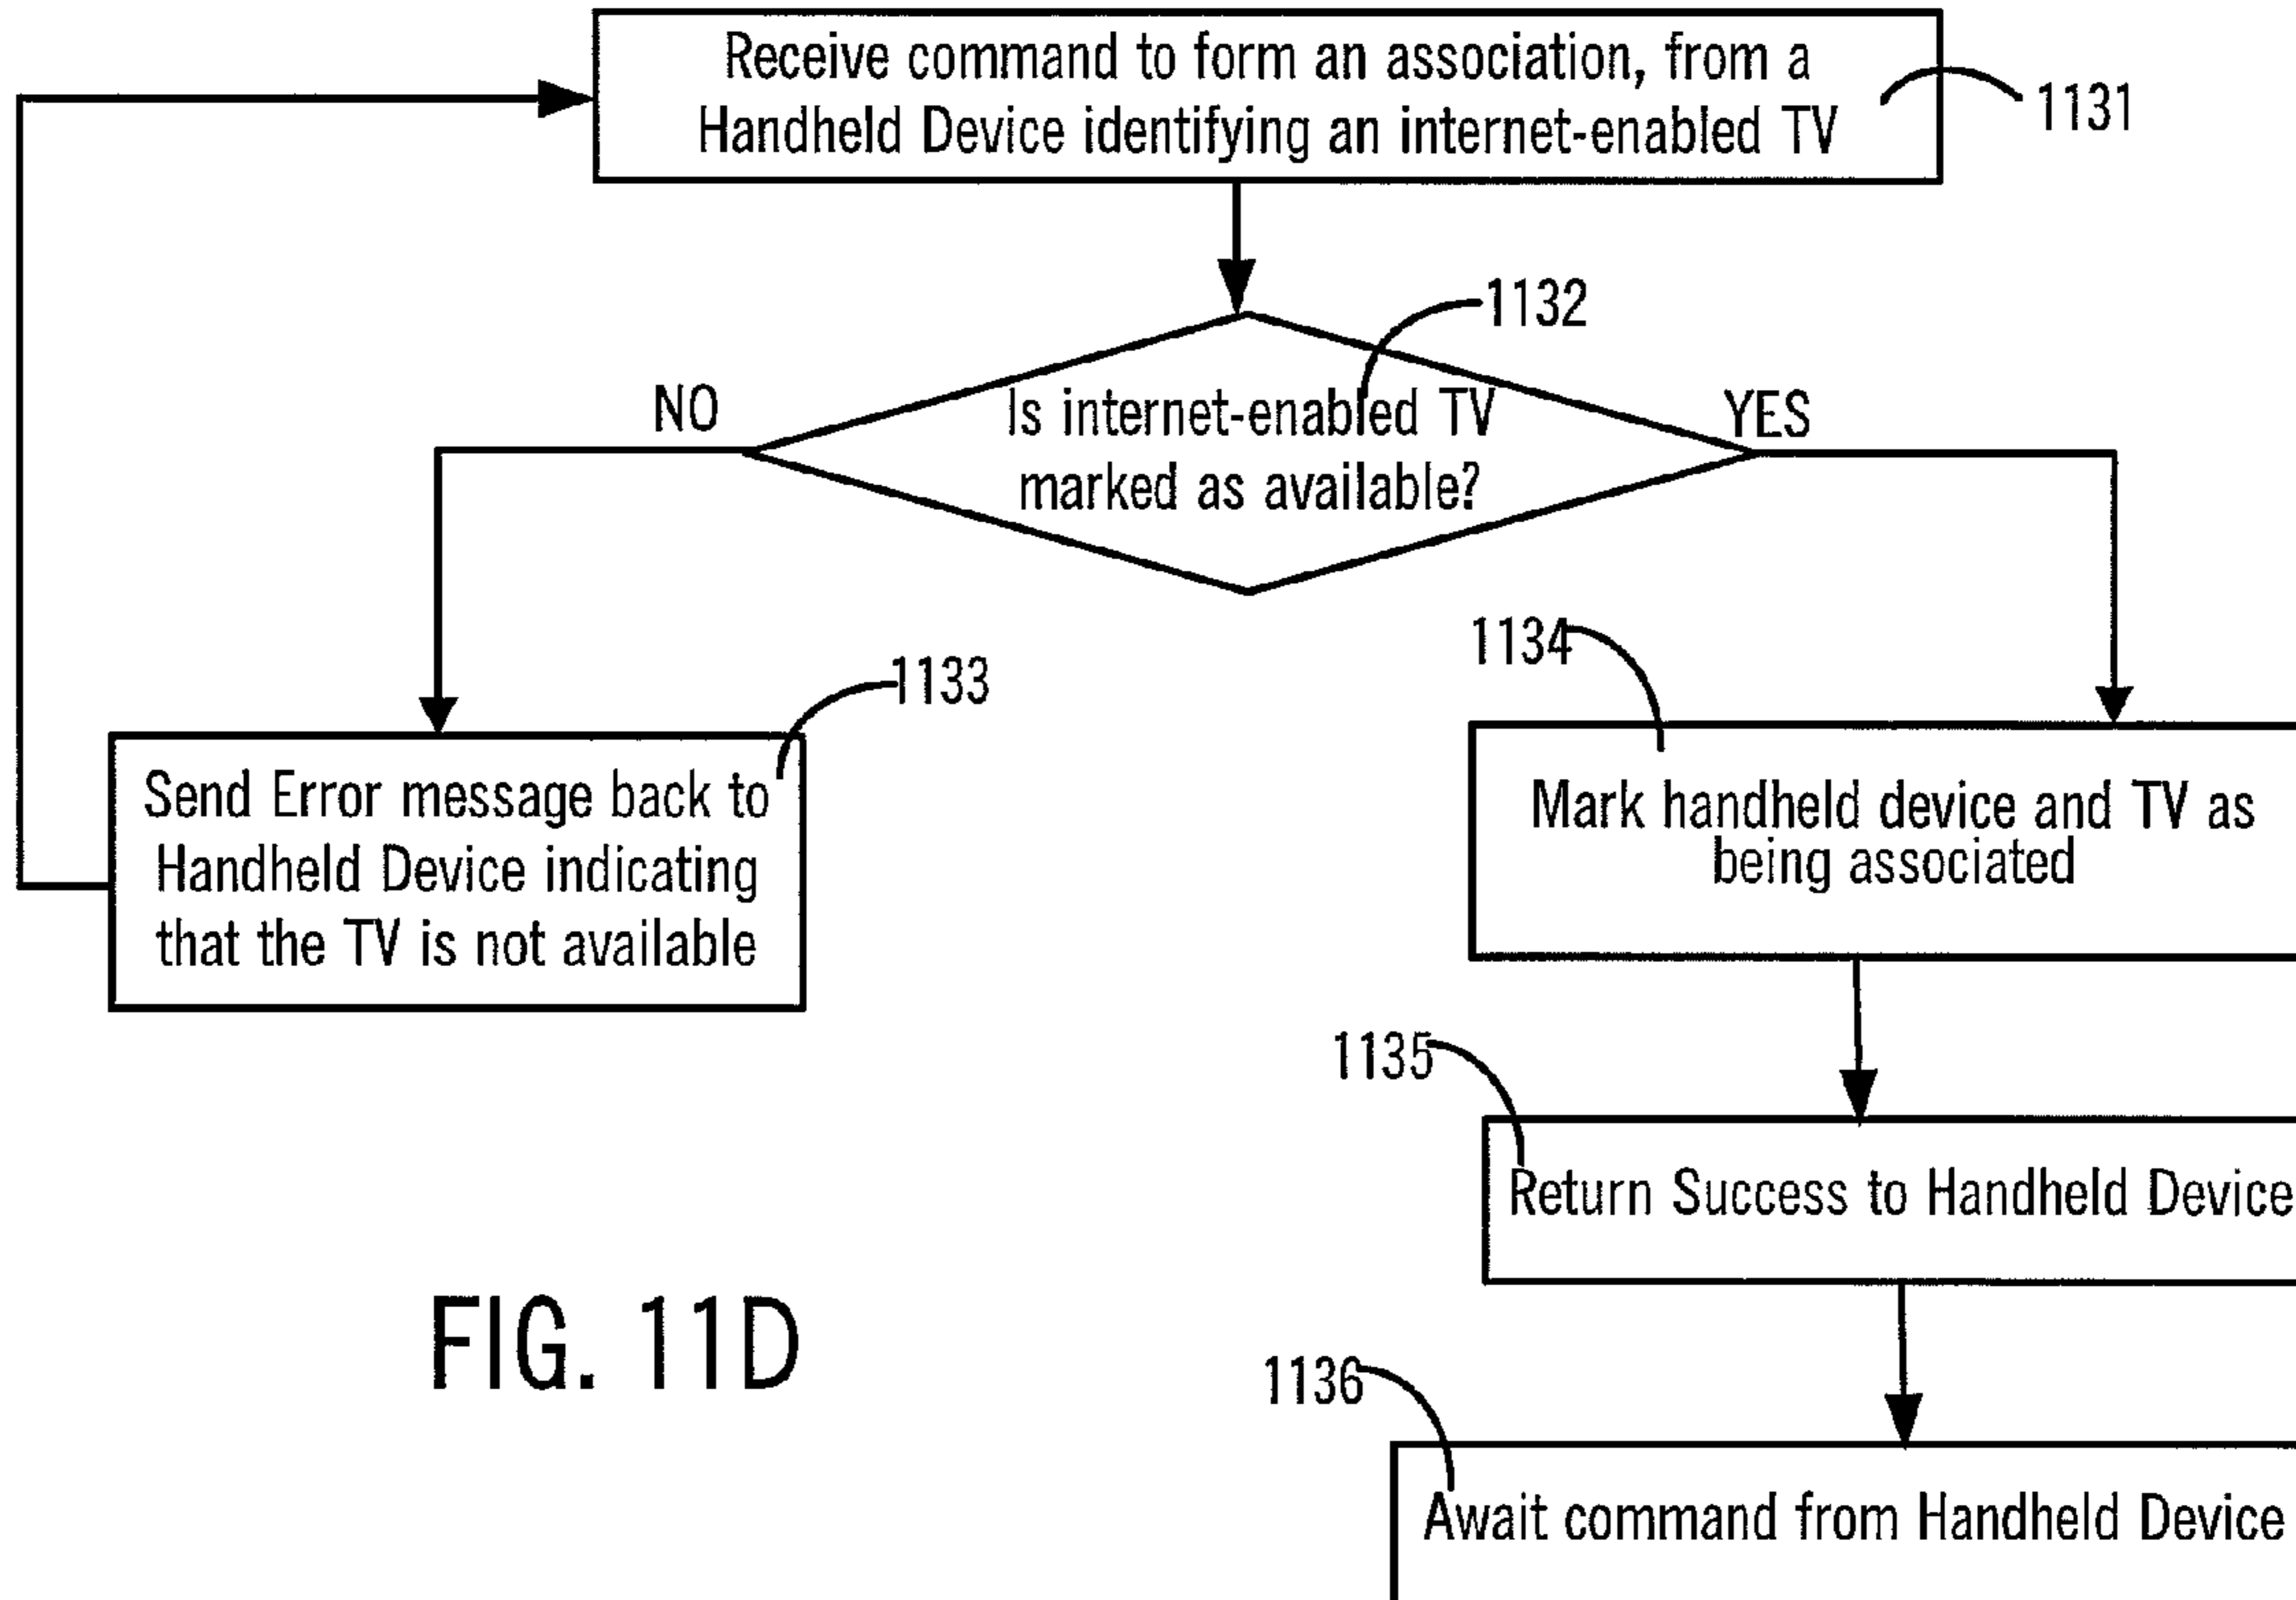 Receive command to form an association, from a
Handheld Device identifying an internet-enabled TV
1131
1132
NO
Is internet-enabled TV
marked as available?
YES
1133
Send Error message back to
Handheld Device indicating
that the TV is not available
1134
Mark handheld device and TV as
being associated
1135
Return Success to Handheld Device
1136
Await command from Handheld Device
FIG. 11D